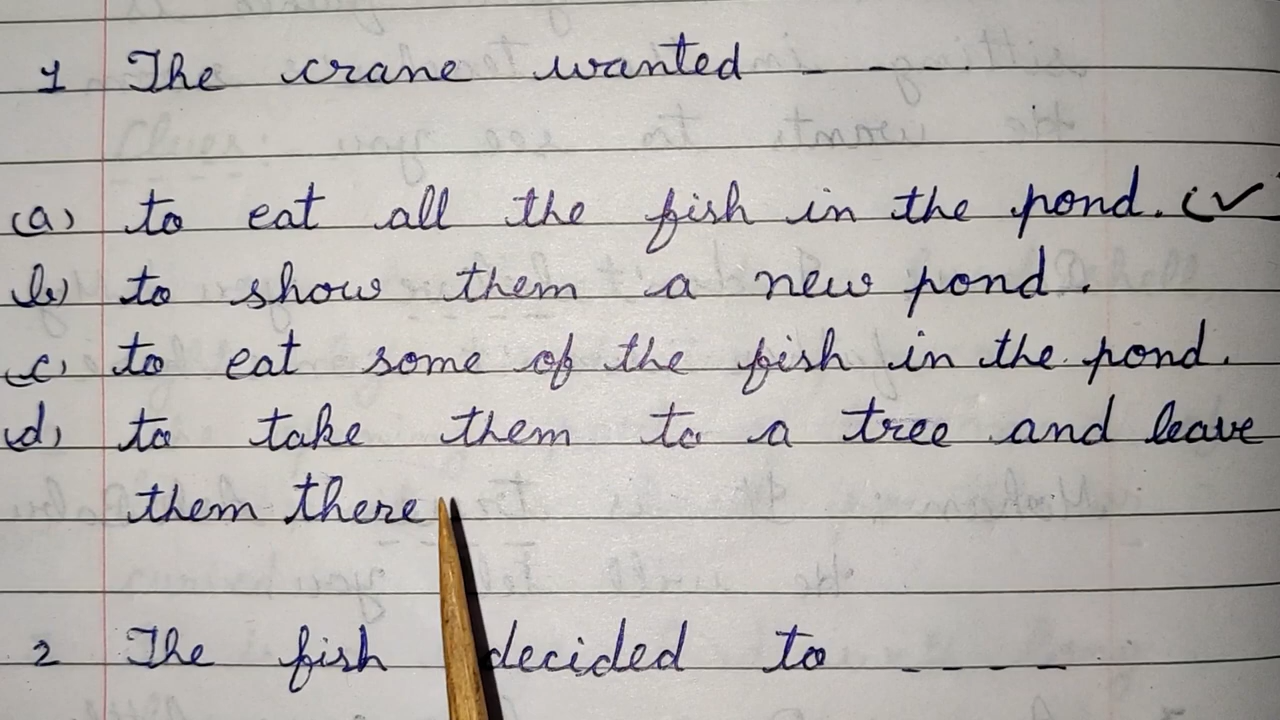 1 The crane wanted - - - - .
(a) to eat all the fish in the pond. (✓
b) to show them a new pond.
(c) to eat some of the fish in the pond.
(d) to take them to a tree and leave
them there
2 The fish decided to - - - -